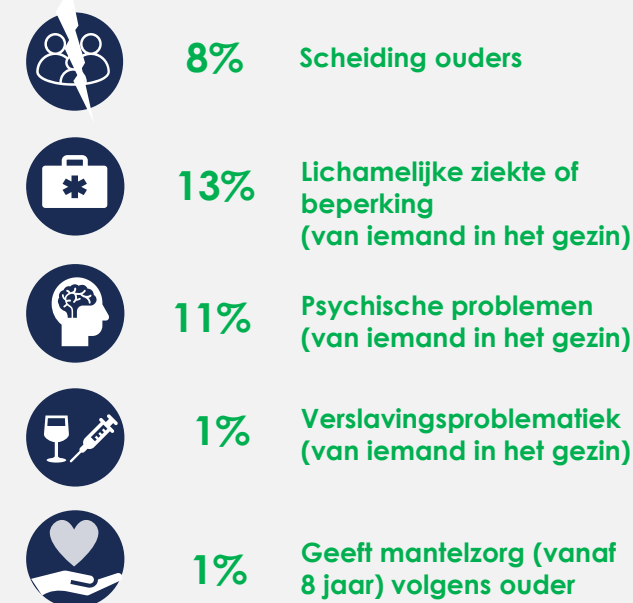 8% Scheiding ouders
13% Lichamelijke ziekte of
beperking
(van iemand in het gezin)
11% Psychische problemen
(van iemand in het gezin)
1% Verslavingsproblematiek
(van iemand in het gezin)
1% Geeft mantelzorg (vanaf
8 jaar) volgens ouder